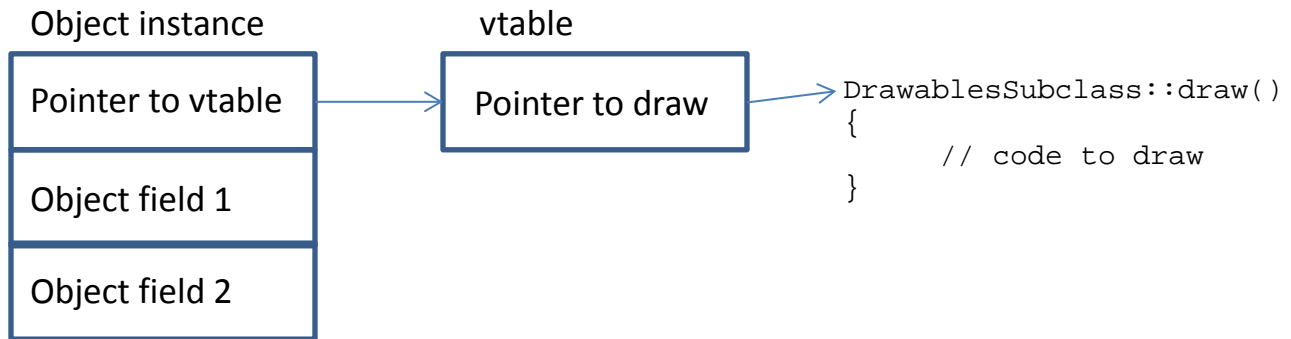 Object instance
vtable
Pointer to vtable
Pointer to draw
DrawablesSubclass::draw()
{
// code to draw
}
Object field 1
Object field 2